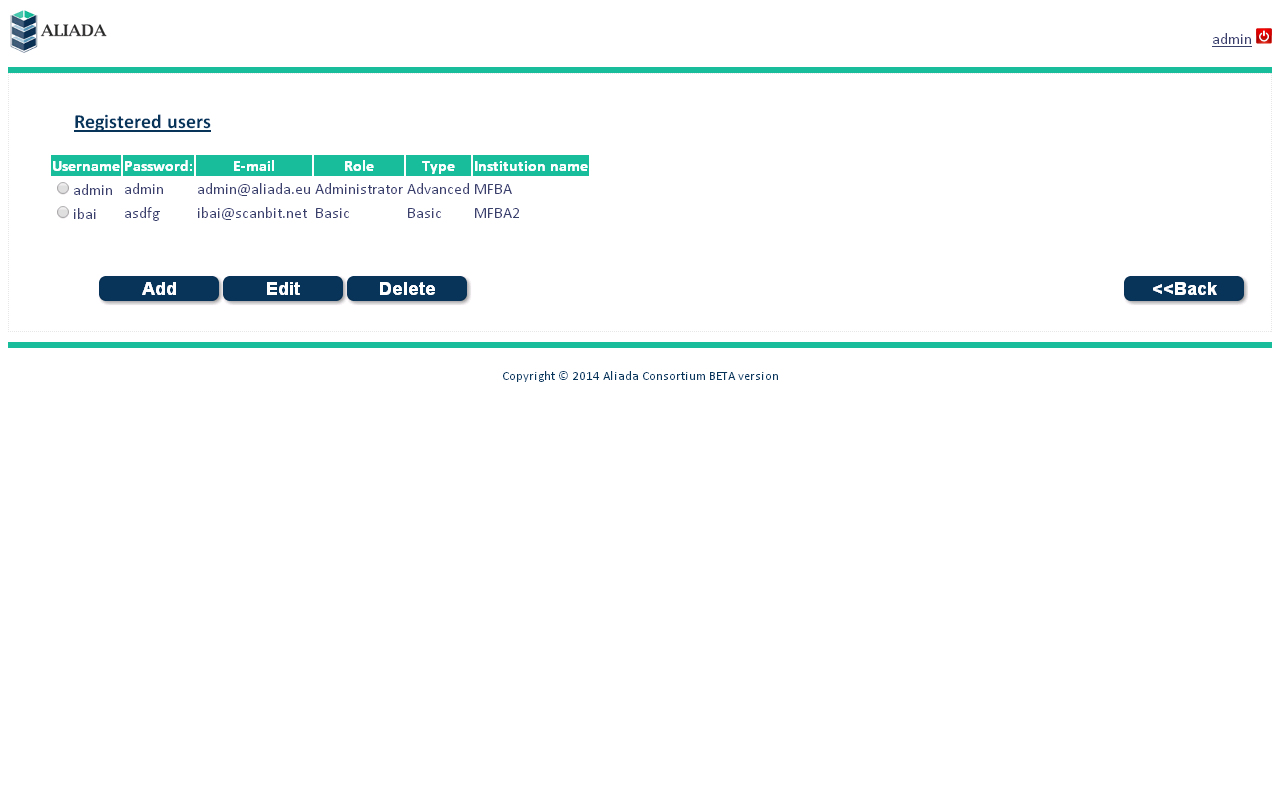 ALIADA
admin
Registered users
Username Password: E-mail Role Type Institution name
admin admin admin@aliada.eu Administrator Advanced MFBA
ibai asdfg ibai@scanbit.net Basic Basic MFBA2
Add Edit Delete <<Back
Copyright © 2014 Aliada Consortium BETA version